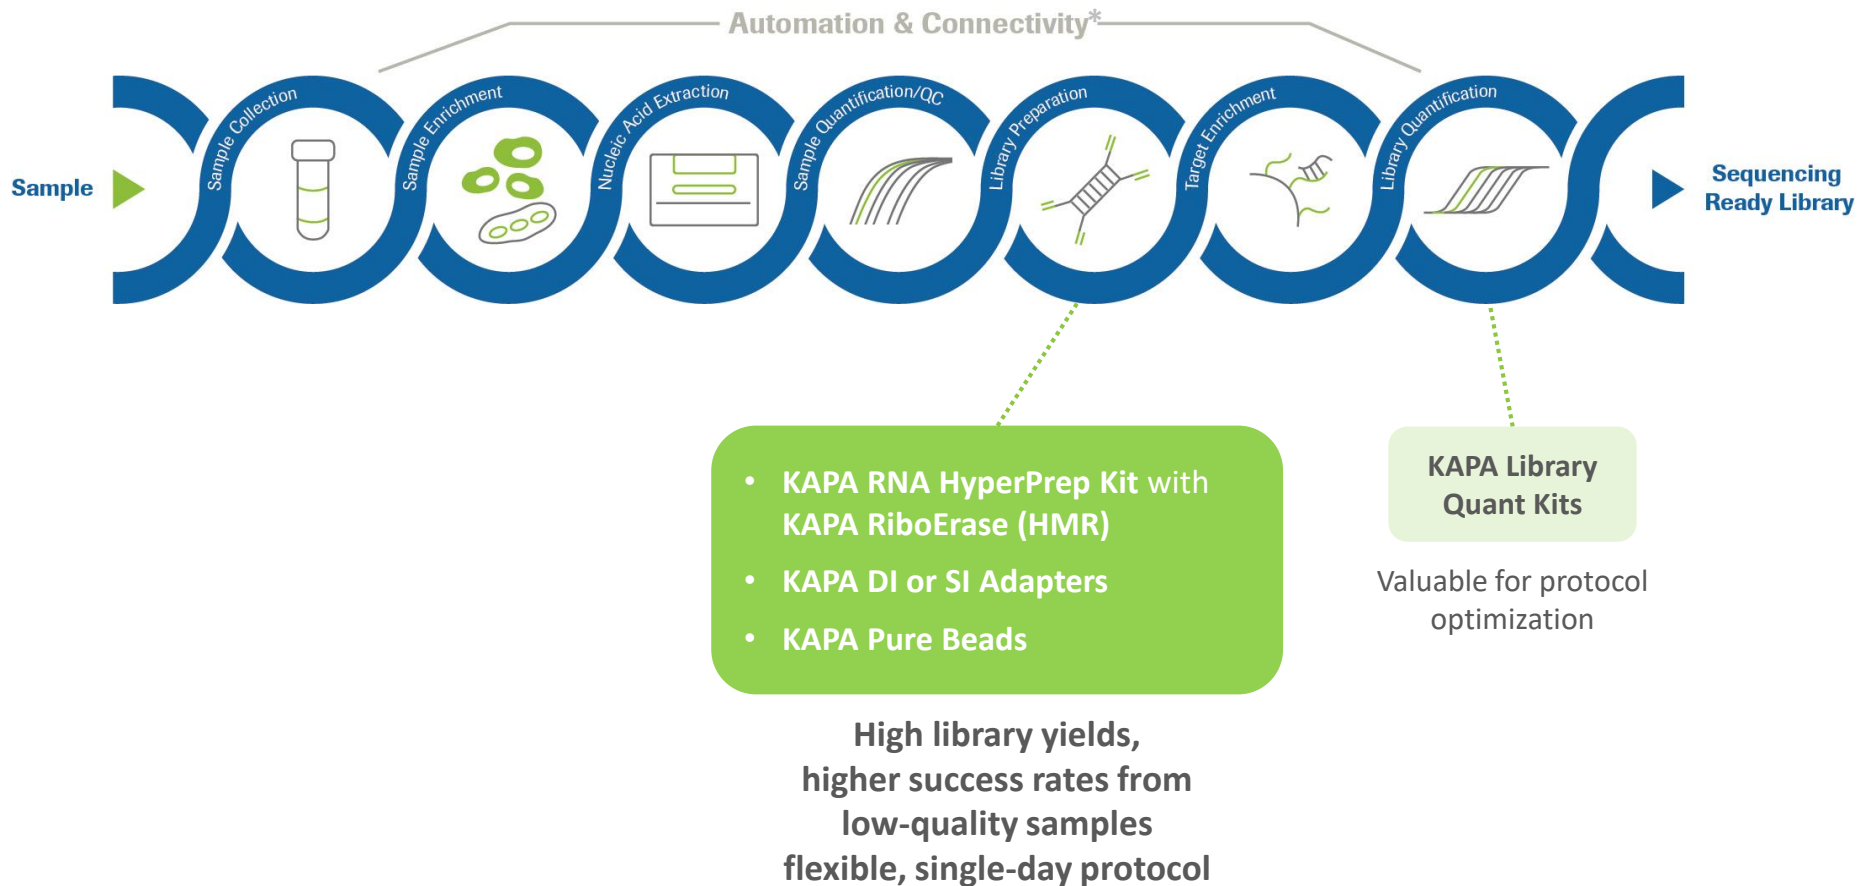 Automation & Connectivity*
Sample
Sample Collection
Sample Enrichment
Nucleic Acid Extraction
Sample Quantification/QC
Library Preparation
Target Enrichment
Library Quantification
Sequencing
Ready Library
• KAPA RNA HyperPrep Kit with
KAPA RiboErase (HMR)
• KAPA DI or SI Adapters
• KAPA Pure Beads
High library yields,
higher success rates from
low-quality samples
flexible, single-day protocol
KAPA Library
Quant Kits
Valuable for protocol
optimization